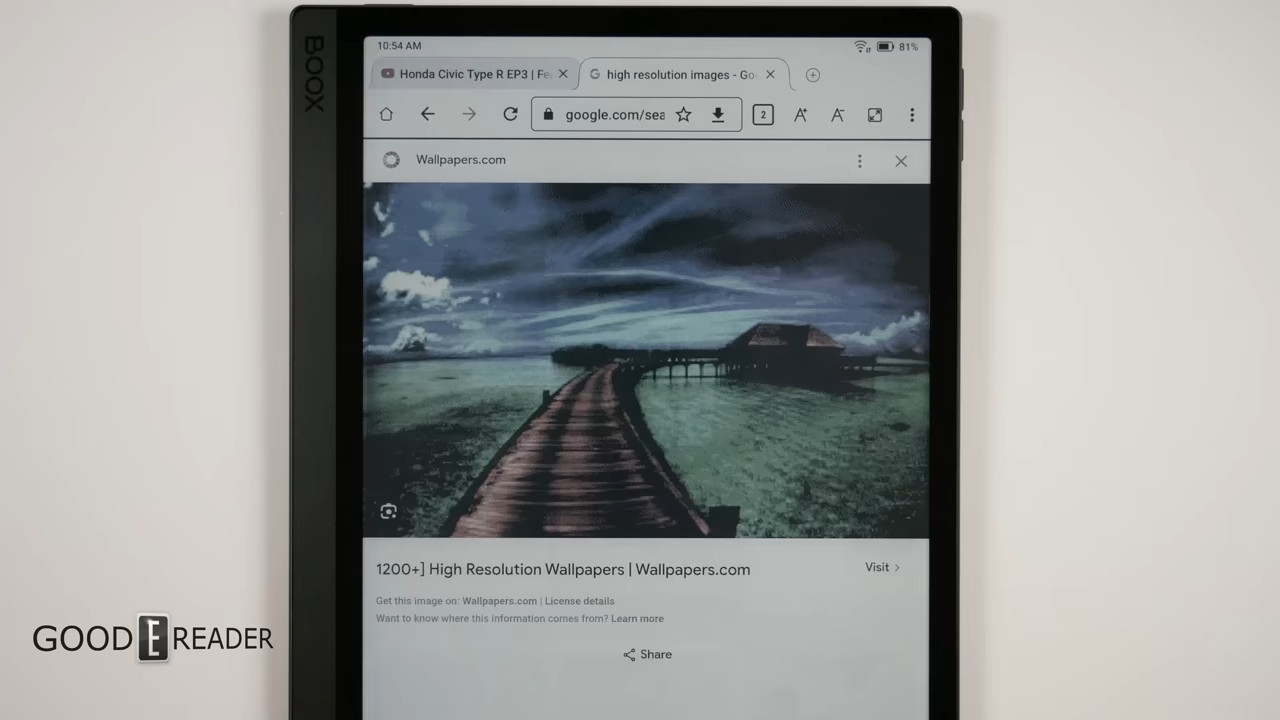 BOOX
10:54 AM
81%
Honda Civic Type R EP3 | Fe
high resolution images - Go
google.com/sea
2
A+
A-
Wallpapers.com
1200+] High Resolution Wallpapers | Wallpapers.com
Visit >
Get this image on: Wallpapers.com | License details
Want to know where this information comes from? Learn more
Share
GOOD E READER